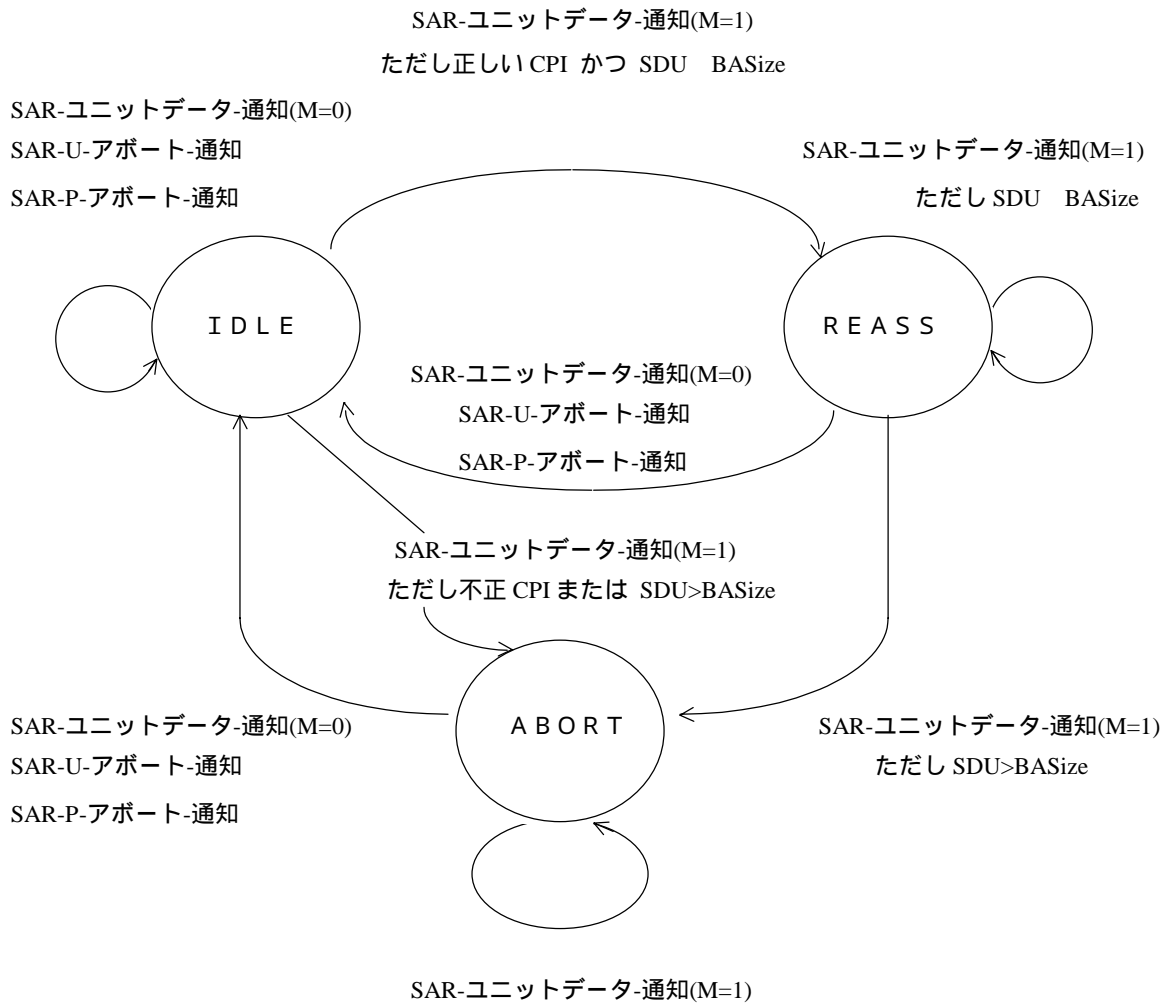 SAR-ユニットデータ-通知(M=1)
ただし正しい CPI かつ SDU BASize
SAR-ユニットデータ-通知(M=0)
SAR-U-アボート-通知
SAR-P-アボート-通知
SAR-ユニットデータ-通知(M=1)
ただし SDU BASize
ＩＤＬＥ
ＲＥＡＳＳ
SAR-ユニットデータ-通知(M=0)
SAR-U-アボート-通知
SAR-P-アボート-通知
SAR-ユニットデータ-通知(M=1)
ただし不正 CPI または SDU>BASize
ＡＢＯＲＴ
SAR-ユニットデータ-通知(M=0)
SAR-U-アボート-通知
SAR-P-アボート-通知
SAR-ユニットデータ-通知(M=1)
ただし SDU>BASize
SAR-ユニットデータ-通知(M=1)